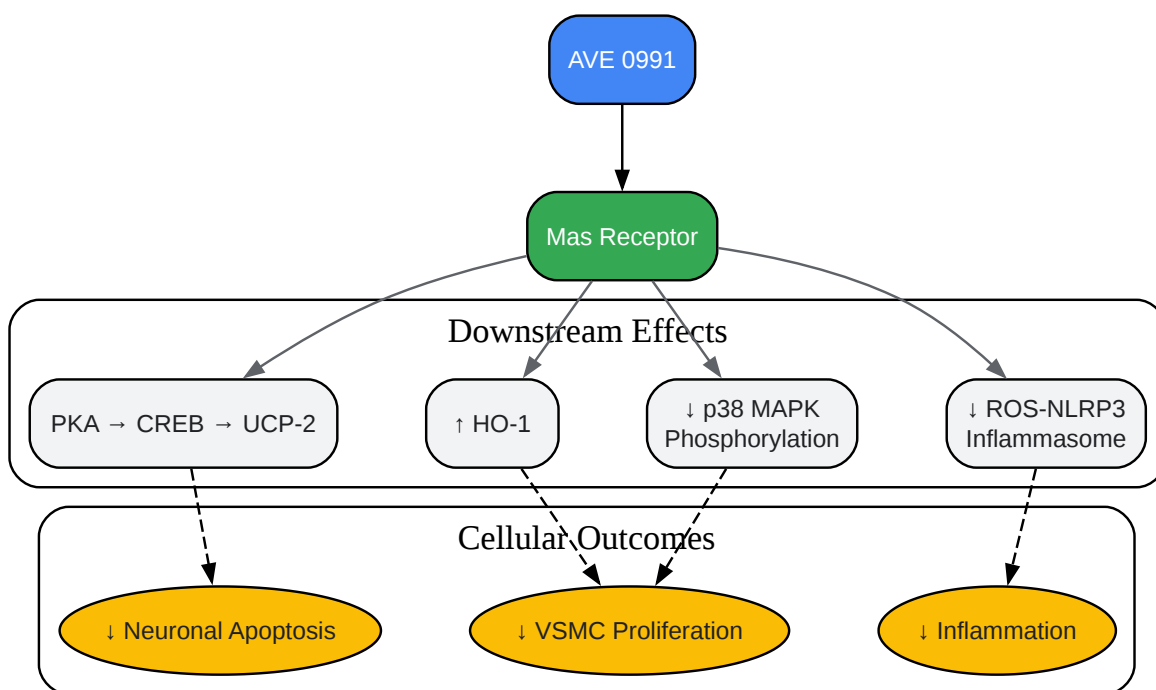 AVE 0991
Mas Receptor
Downstream Effects
PKA → CREB → UCP-2
↑ HO-1
↓ p38 MAPK
Phosphorylation
↓ ROS-NLRP3
Inflammasome
Cellular Outcomes
↓ Neuronal Apoptosis
↓ VSMC Proliferation
↓ Inflammation